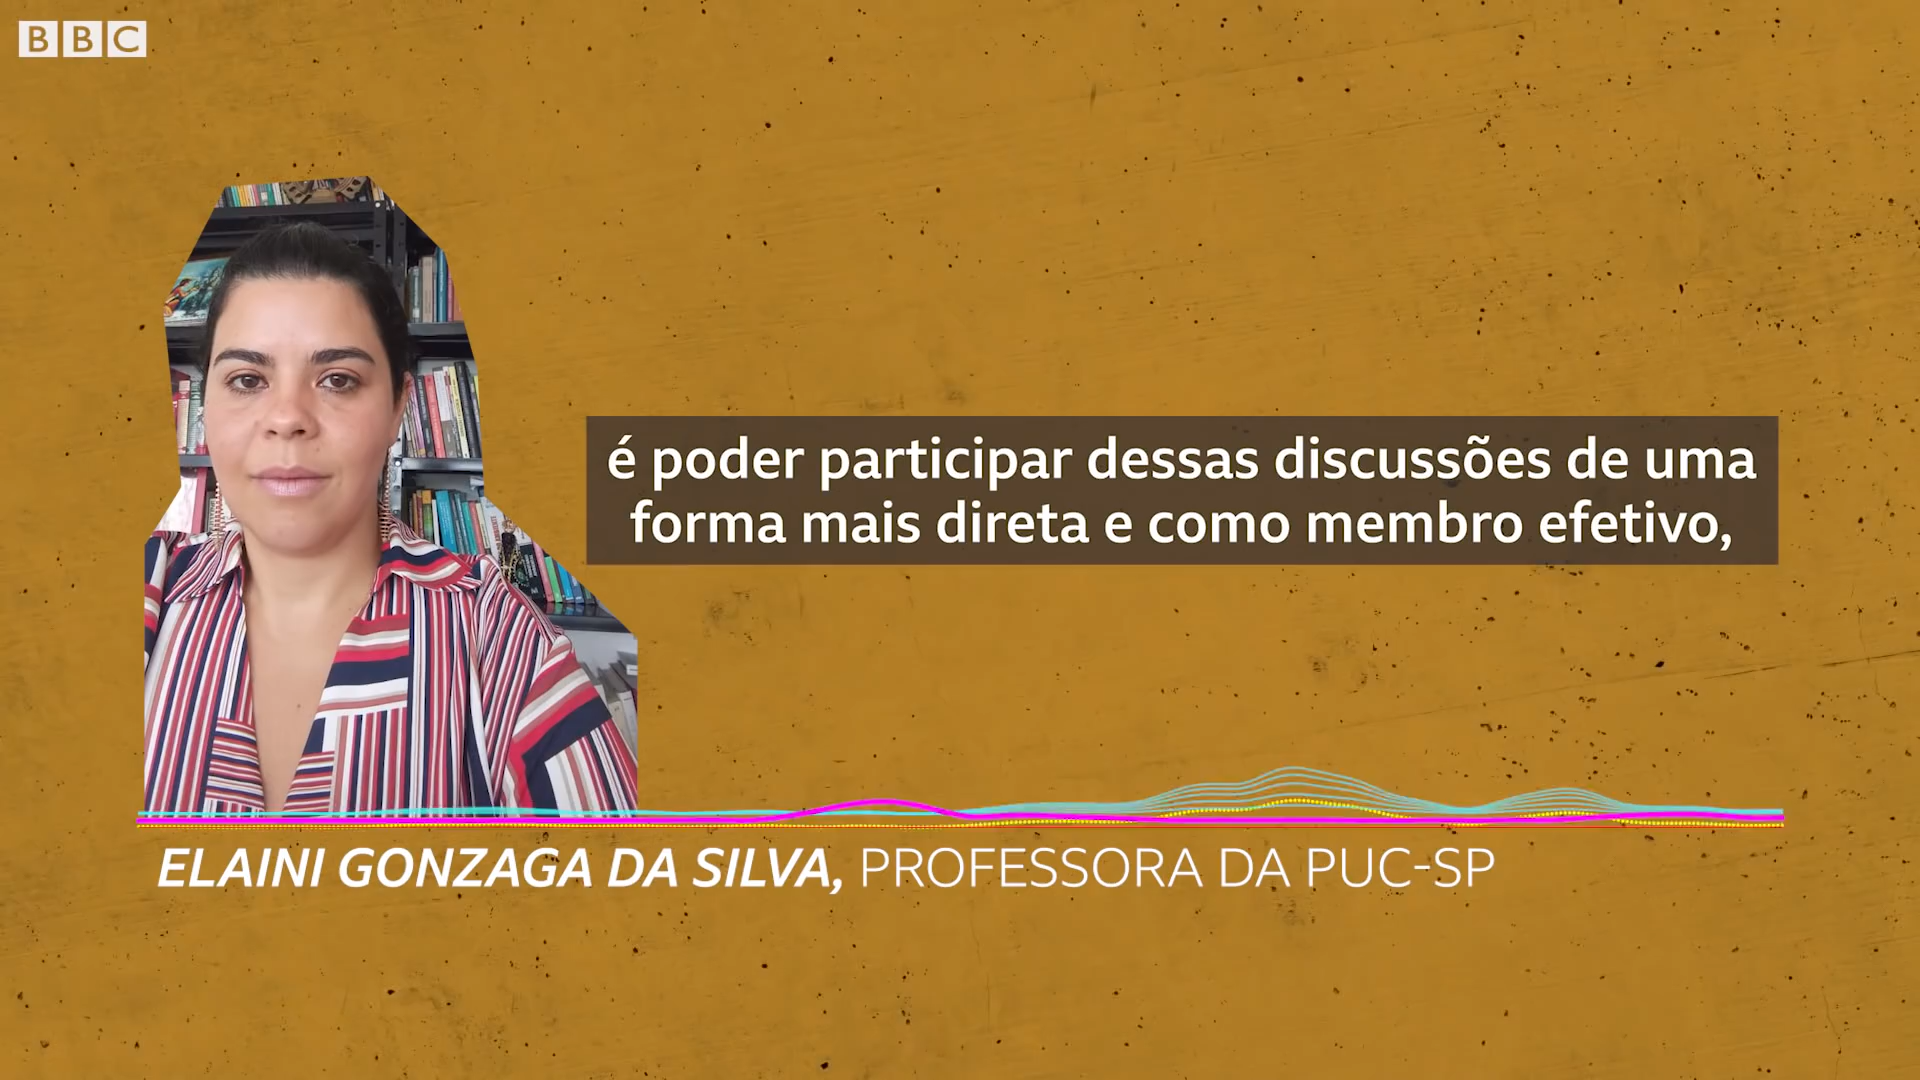 BBC
é poder participar dessas discussões de uma
forma mais direta e como membro efetivo,
ELAINI GONZAGA DA SILVA, PROFESSORA DA PUC-SP